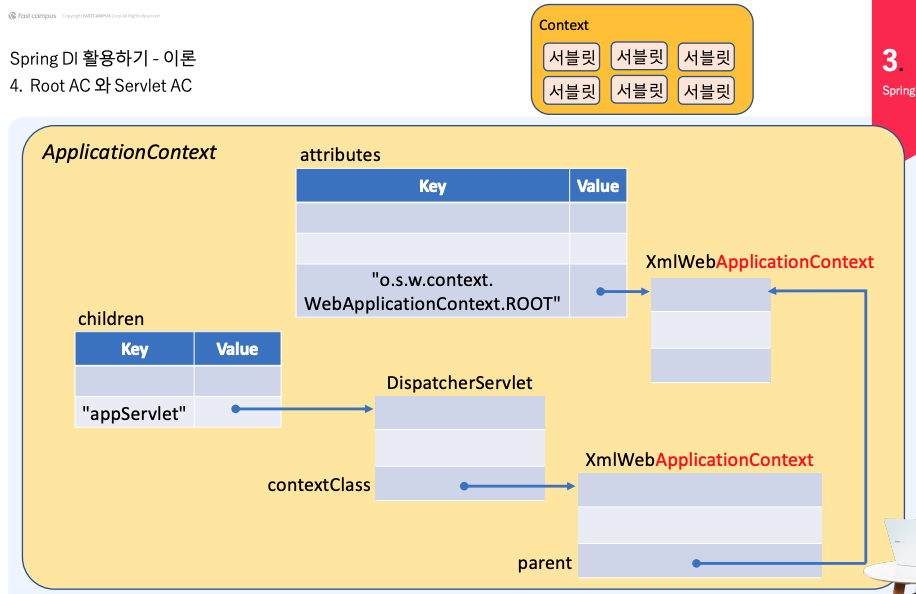 Fast campus Copyright FASTCAMPUS Corp. All Rights Reserved
Spring DI 활용하기 - 이론
4. Root AC 와 Servlet AC
Context
서블릿 서블릿 서블릿
서블릿 서블릿 서블릿
3.
Spring
ApplicationContext
attributes
Key Value
"o.s.w.context.
WebApplicationContext.ROOT"
XmlWebApplicationContext
children
Key Value
"appServlet"
DispatcherServlet
contextClass
XmlWebApplicationContext
parent